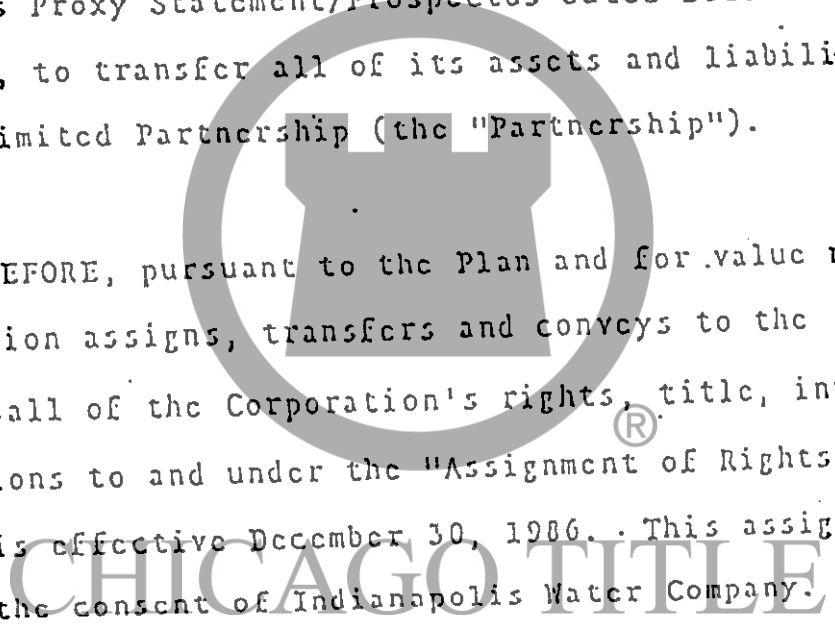 Proxy Statement/Prospectus dated
, to transfer all of its assets and liabili
imited Partnership (the "Partnership").
EFORE, pursuant to the Plan and for value
ion assigns, transfers and conveys to the
all of the Corporation's rights, title, in
ons to and under the "Assignment of Rights
is effective December 30, 1986. This assig
the consent of Indianapolis Water Company.
®
CHICAGO TITLE